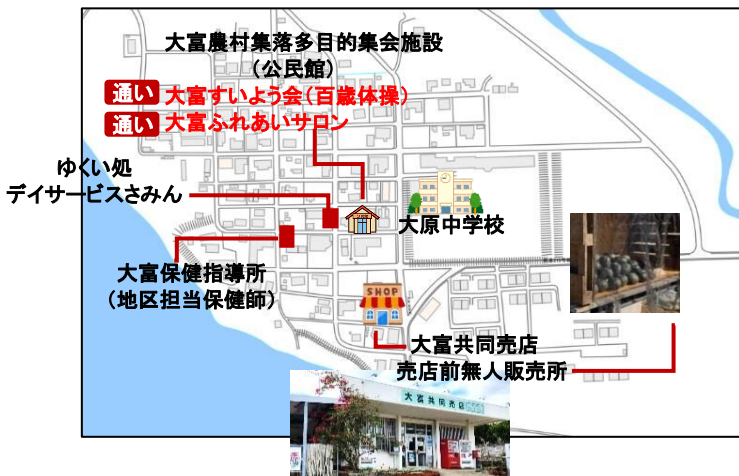 大富農村集落多目的集会施設
（公民館）
通い 大富すいよう会（百歳体操）
通い 大富ふれあいサロン
ゆくい処
デイサービスさみん
大原中学校
大富保健指導所
（地区担当保健師）
SHOP
大富共同売店
売店前無人販売所
大富共同売店